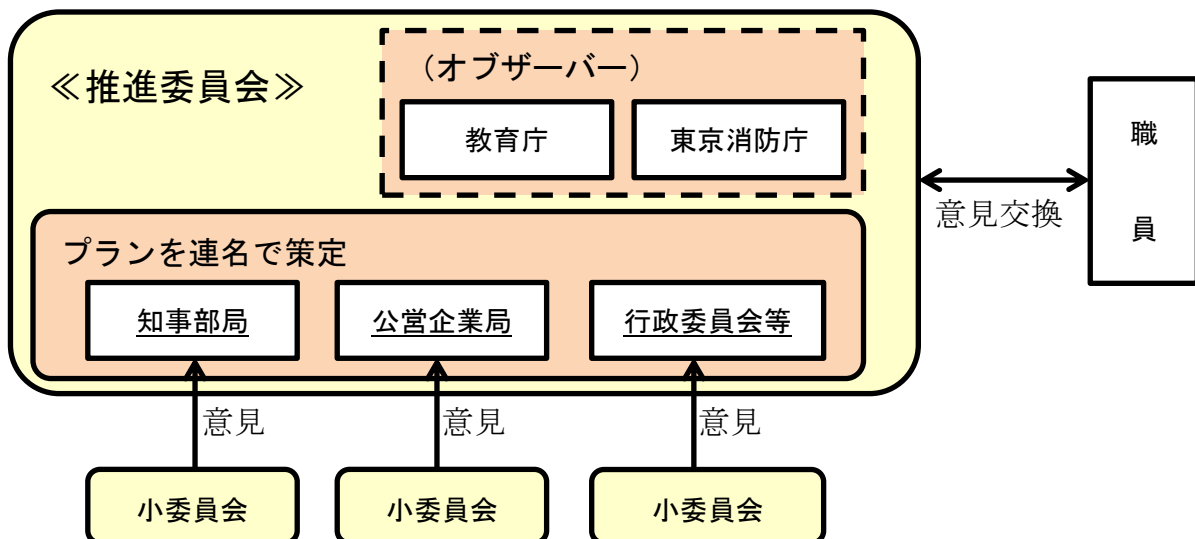 ≪推進委員会≫
(オブザーバー)
教育庁
東京消防庁
職員
意見交換
プランを連名で策定
知事部局
公営企業局
行政委員会等
意見
意見
意見
小委員会
小委員会
小委員会